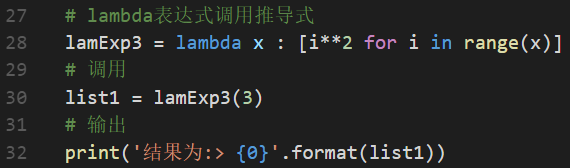 27 # lambda表达式调用推导式
28 lamExp3 = lambda x : [i**2 for i in range(x)]
29 # 调用
30 list1 = lamExp3(3)
31 # 输出
32 print('结果为:> {0}'.format(list1))